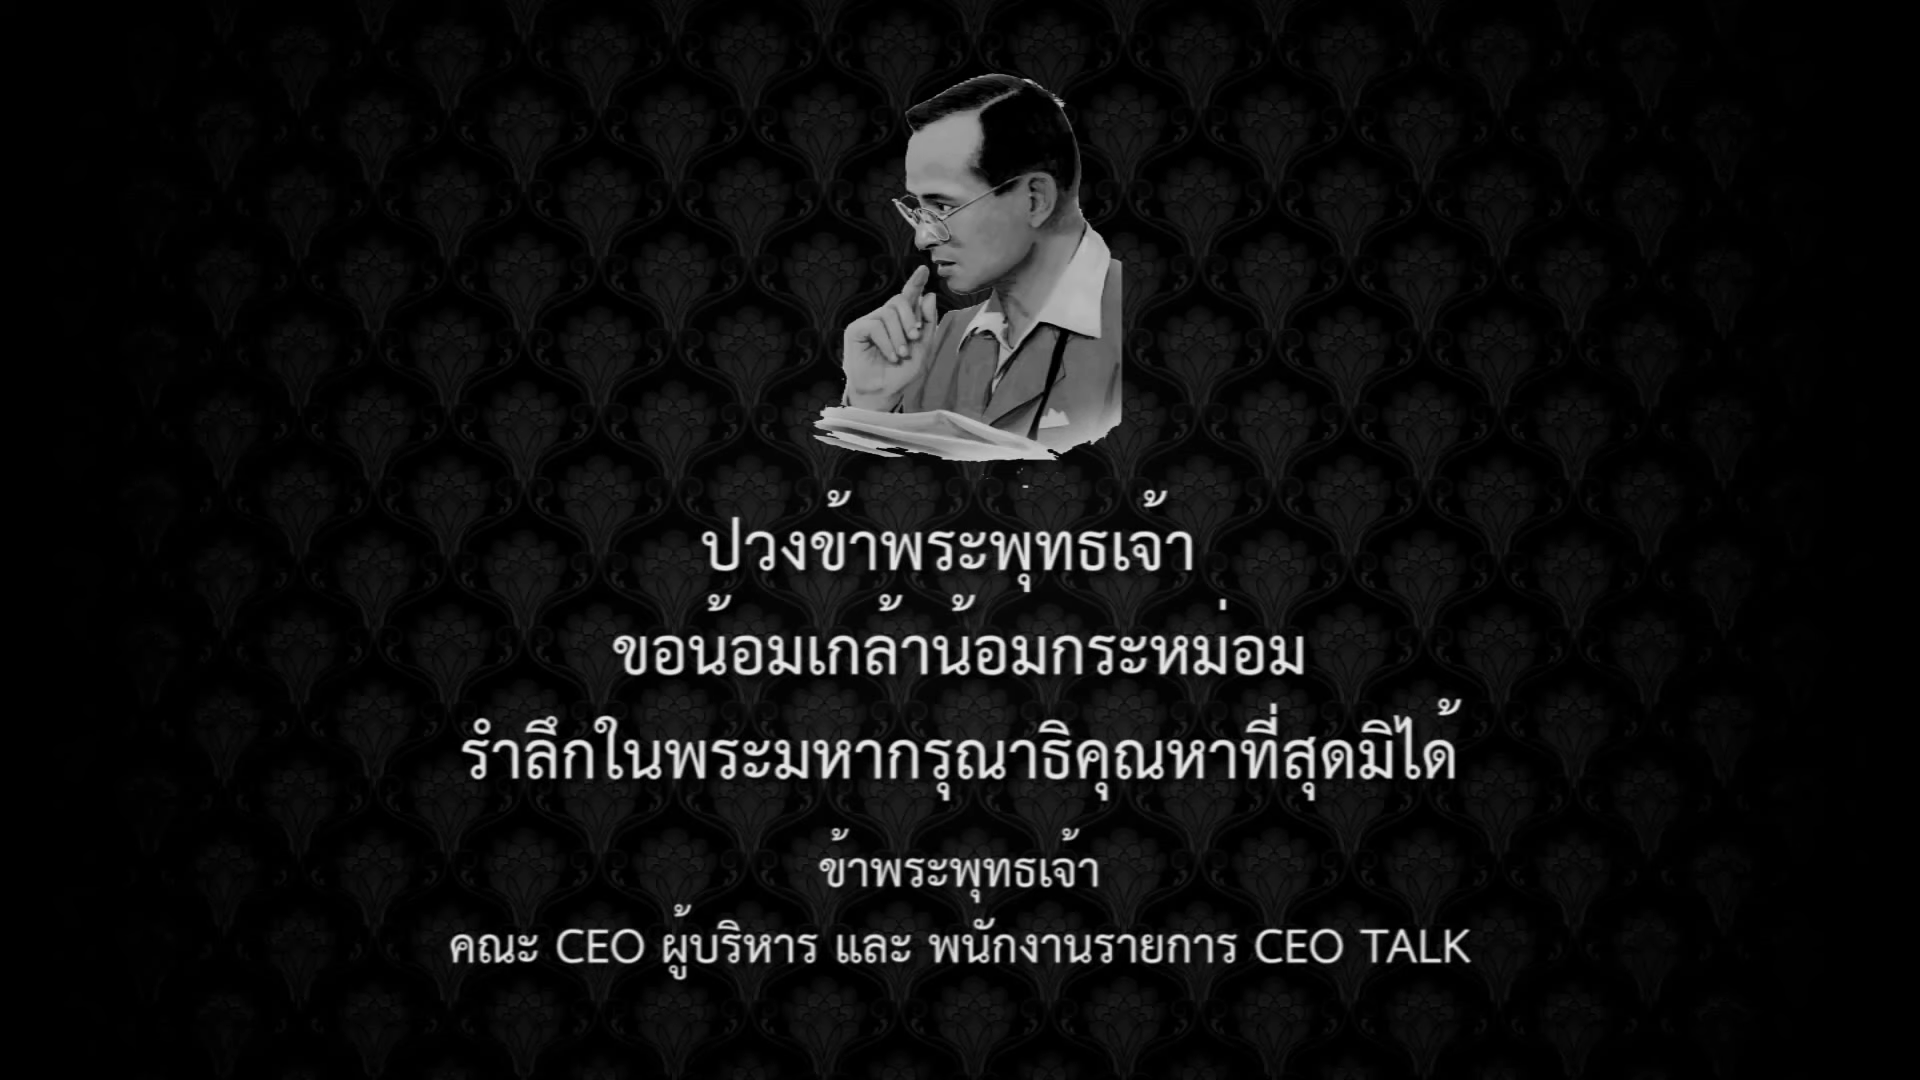 ปวงข้าพระพุทธเจ้า
ขอน้อมเกล้าน้อมกระหม่อม
รำลึกในพระมหากรุณาธิคุณหาที่สุดมิได้
ข้าพระพุทธเจ้า
คณะ CEO ผู้บริหาร และ พนักงานรายการ CEO TALK